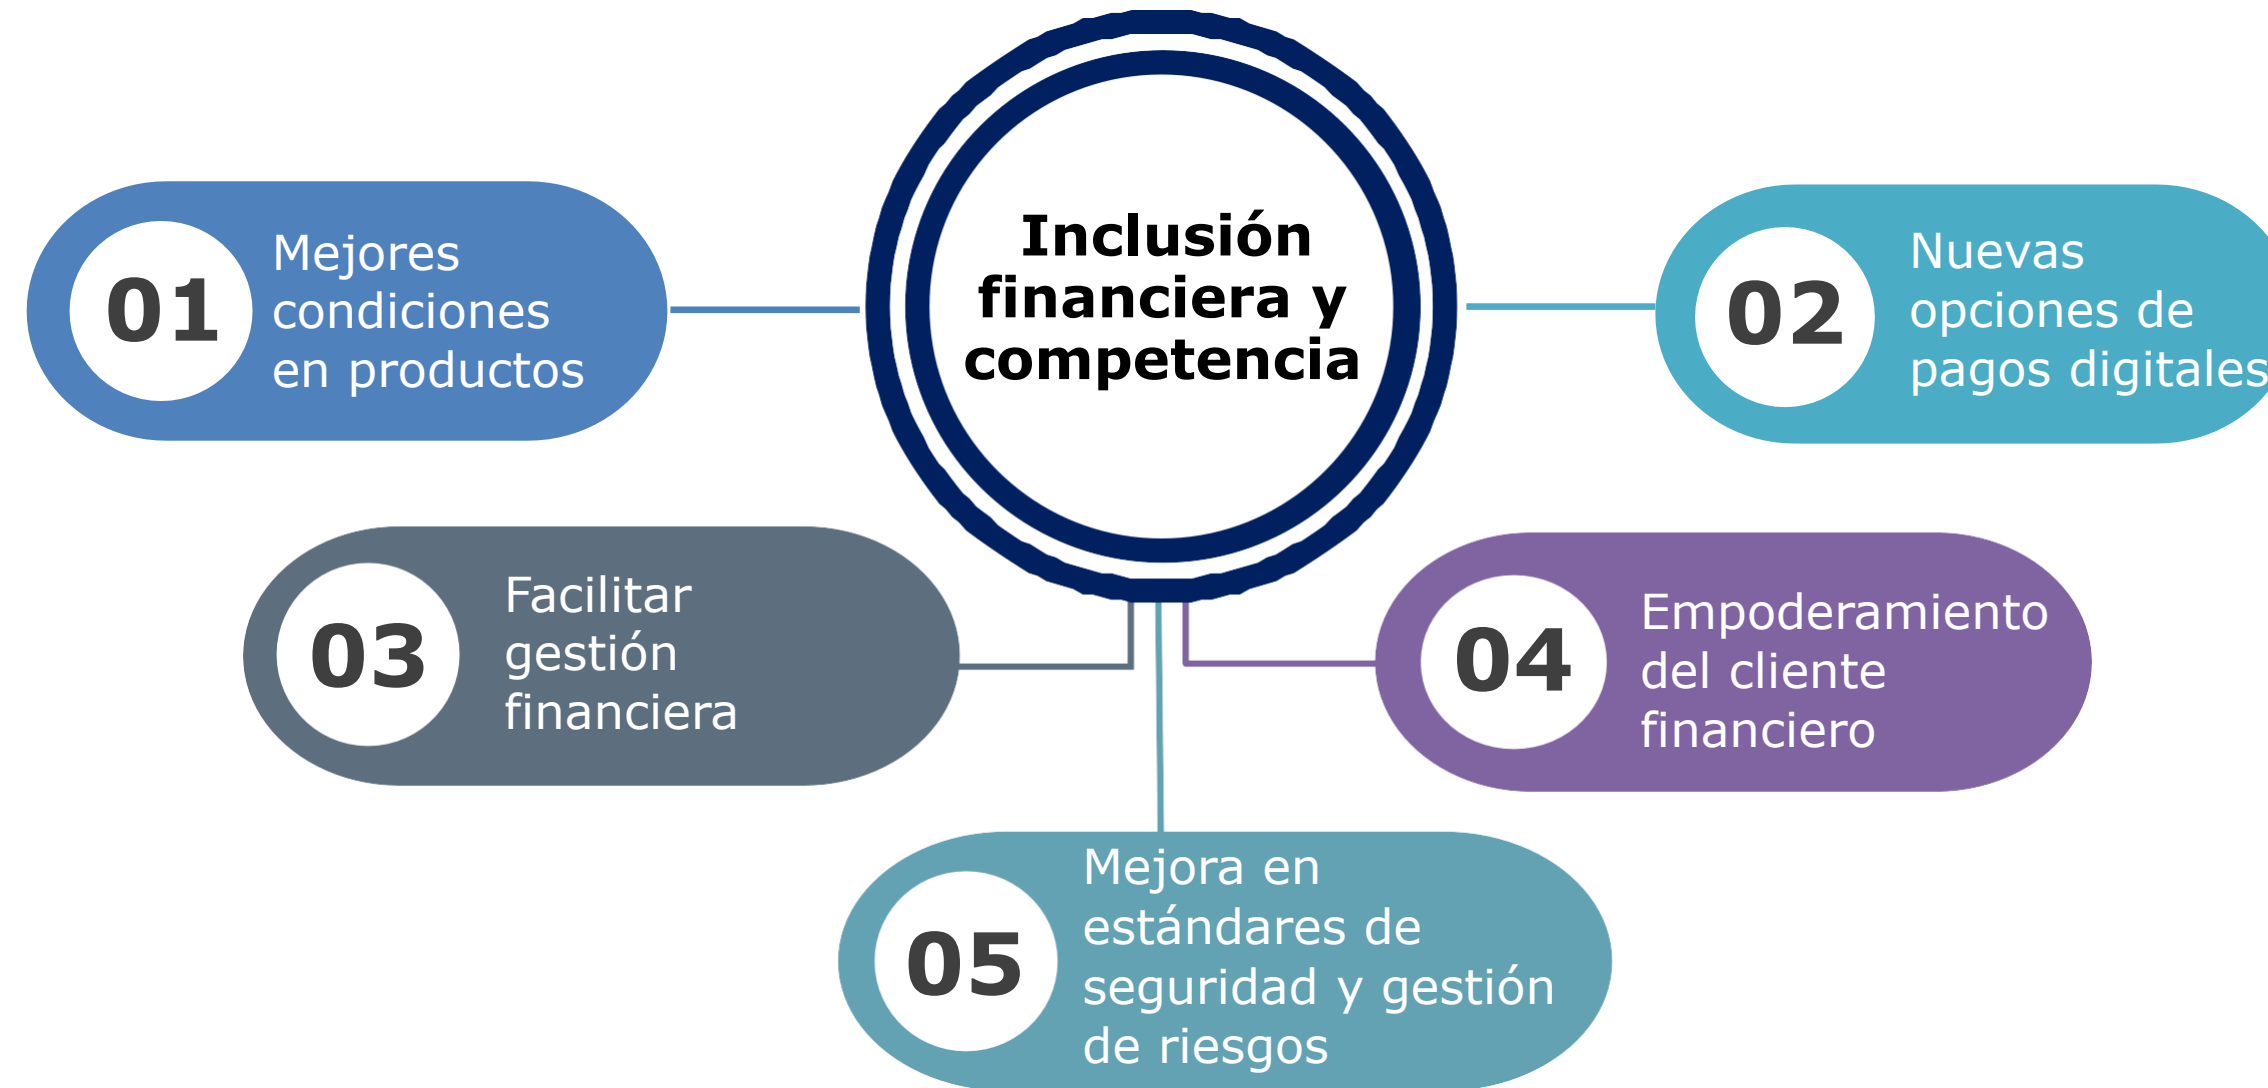 Inclusión
financiera y
competencia
01
Mejores
condiciones
en productos
02
Nuevas
opciones de
pagos digitales
03
Facilitar
gestión
financiera
04
Empoderamiento
del cliente
financiero
05
Mejora en
estándares de
seguridad y gestión
de riesgos